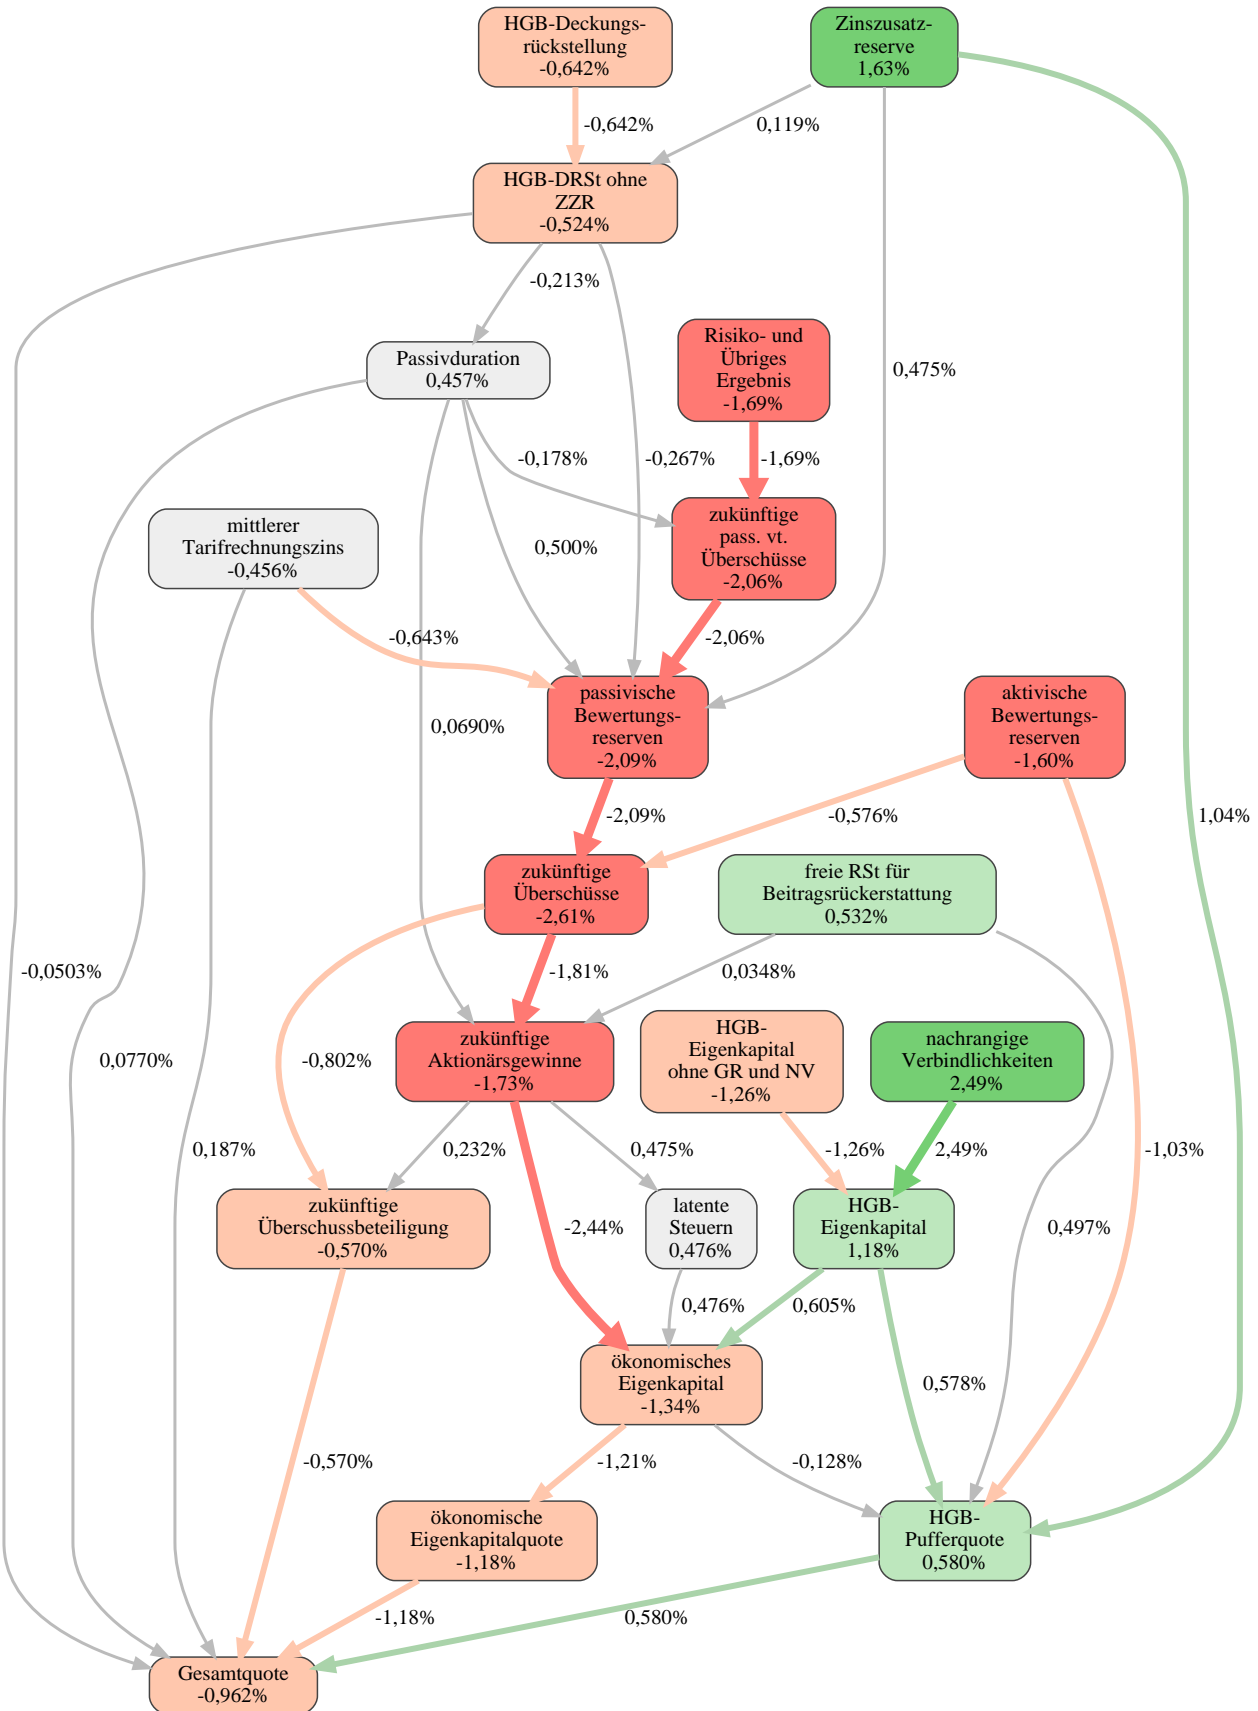 HGB-Deckungs-
rückstellung
-0,642%
Zinszusatz-
reserve
1,63%
-0,642%
0,119%
HGB-DRSt ohne
ZZR
-0,524%
-0,213%
Risiko- und
Übriges
Ergebnis
-1,69%
Passivduration
0,457%
0,475%
-0,178%
-0,267%
-1,69%
mittlerer
Tarifrechnungszins
-0,456%
0,500%
zukünftige
pass. vt.
Überschüsse
-2,06%
-0,643%
-2,06%
0,0690%
passivische
Bewertungs-
reserven
-2,09%
aktivische
Bewertungs-
reserven
-1,60%
-2,09%
-0,576%
1,04%
zukünftige
Überschüsse
-2,61%
freie RSt für
Beitragsrückerstattung
0,532%
-0,0503%
-1,81%
0,0348%
0,0770%
-0,802%
zukünftige
Aktionärsgewinne
-1,73%
HGB-
Eigenkapital
ohne GR und NV
-1,26%
nachrangige
Verbindlichkeiten
2,49%
0,187%
0,232%
0,475%
-1,26%
2,49%
-1,03%
zukünftige
Überschussbeteiligung
-0,570%
-2,44%
latente
Steuern
0,476%
HGB-
Eigenkapital
1,18%
0,497%
0,476%
0,605%
ökonomisches
Eigenkapital
-1,34%
0,578%
-0,570%
-1,21%
-0,128%
ökonomische
Eigenkapitalquote
-1,18%
HGB-
Pufferquote
0,580%
-1,18%
0,580%
Gesamtquote
-0,962%